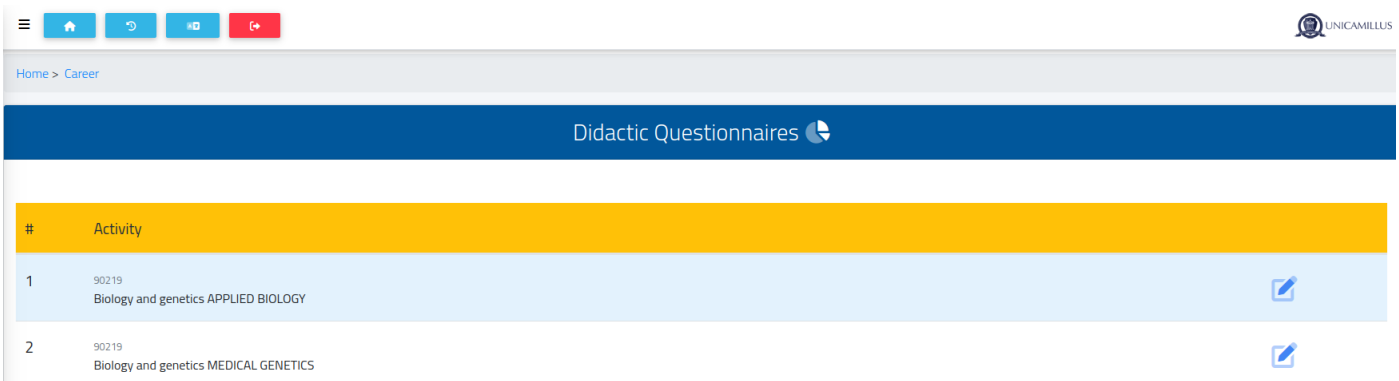 UNICAMILLUS
Home > Career
Didactic Questionnaires
# Activity
1 90219
Biology and genetics APPLIED BIOLOGY
2 90219
Biology and genetics MEDICAL GENETICS